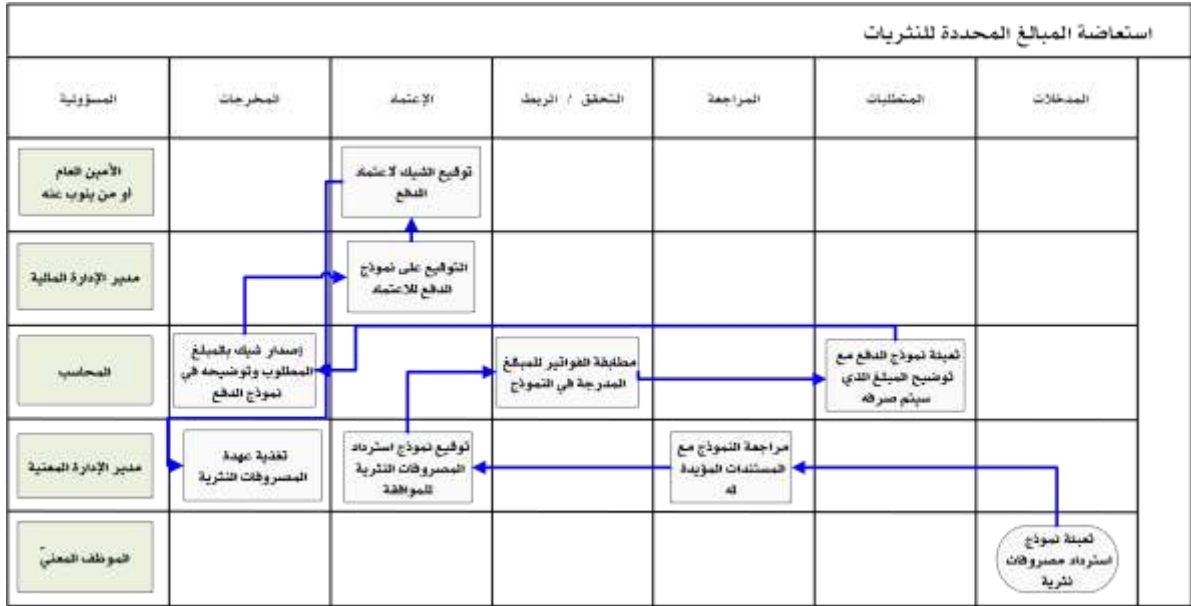 استعاضة المبالغ المحددة للنثريات
المدخلات
المتطلبات
المراجعة
التحقق / الربط
الإعتماد
المخرجات
المسؤولية
توقيع الشيك لاعتماد
الدفع
الأمين العام
او من ينوب عنه
التوقيع على نموذج
الدفع للاعتماد
مدير الإدارة المالية
تعبئة نموذج الدفع مع
توضيح المبلغ الذي
سيتم صرفه
مطابقة الفواتير للمبالغ
المدرجة في النموذج
إصدار شيك بالمبلغ
المطلوب وتوضيحه في
نموذج الدفع
المحاسب
مراجعة النموذج مع
المستندات المؤيدة
له
توقيع نموذج استرداد
المصروفات النثرية
للموافقة
تغذية عهدة
المصروفات النثرية
مدير الإدارة المعنية
تعبئة نموذج
استرداد مصروفات
نثرية
الموظف المعنيّ